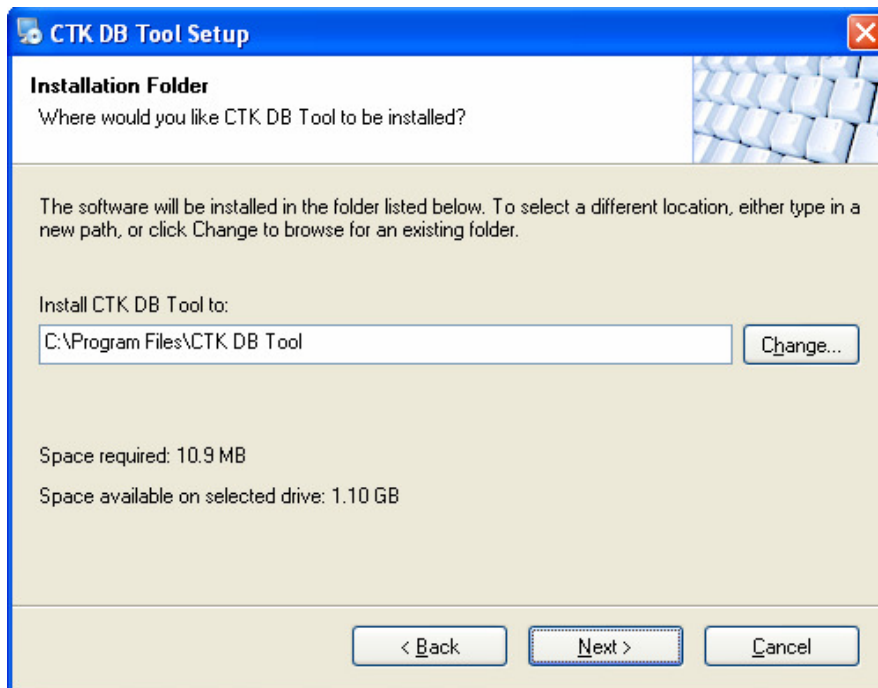 CTK DB Tool Setup
Installation Folder
Where would you like CTK DB Tool to be installed?
The software will be installed in the folder listed below. To select a different location, either type in a
new path, or click Change to browse for an existing folder.
Install CTK DB Tool to:
C:\Program Files\CTK DB Tool
Change...
Space required: 10.9 MB
Space available on selected drive: 1.10 GB
< Back
Next >
Cancel